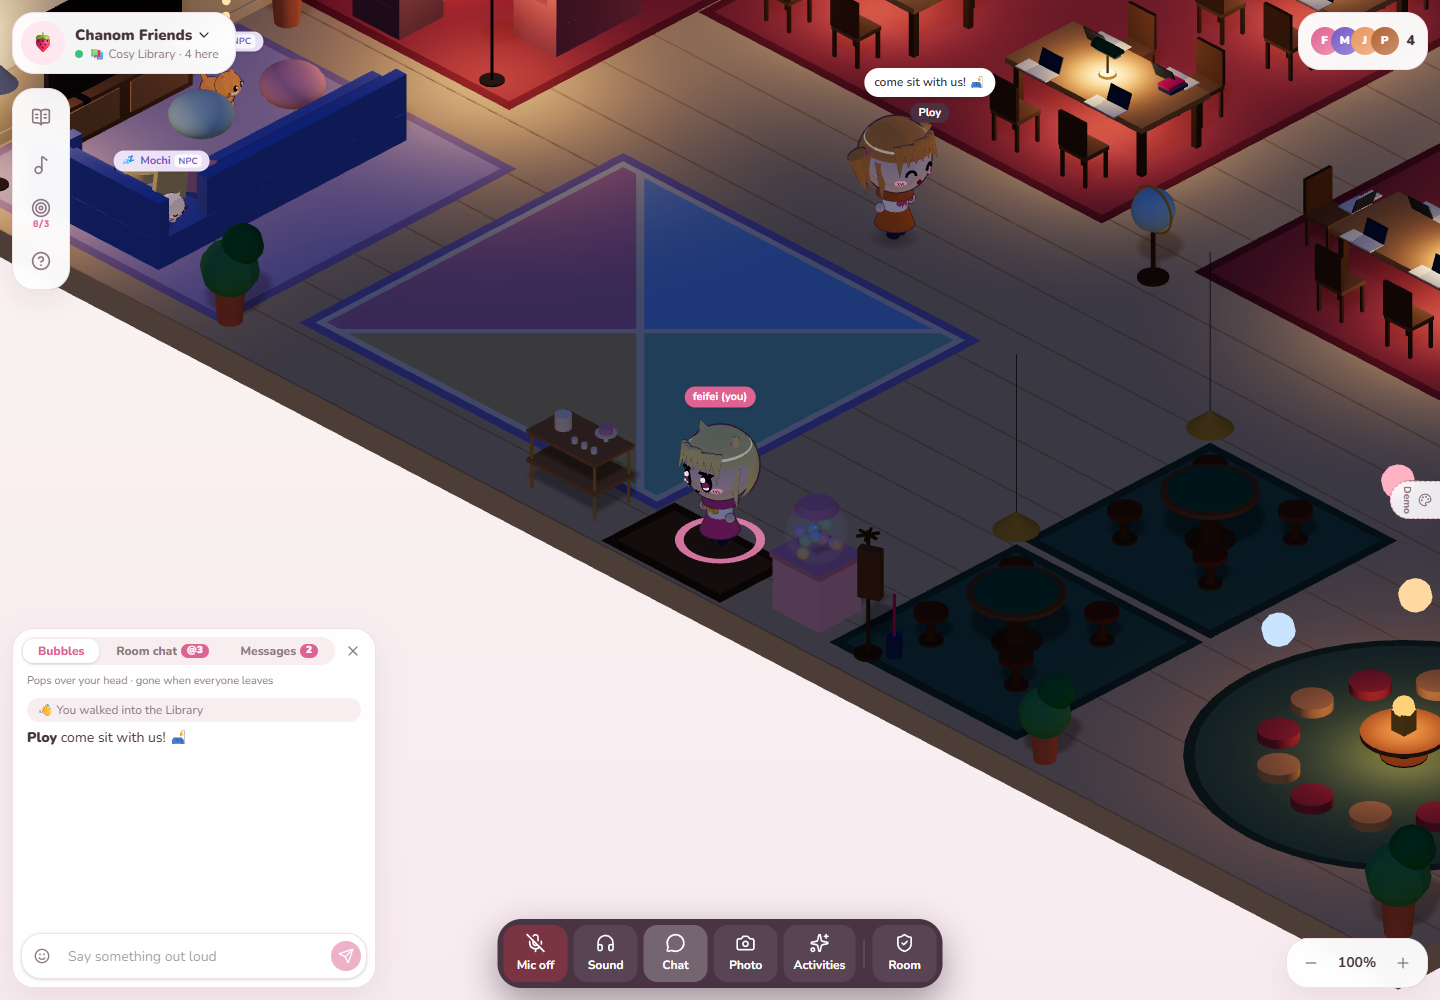 Chanom Friends
Cosy Library · 4 here
NPC
F M J P 4
come sit with us!
Ploy
Mochi NPC
0/3
feifei (you)
Demo
Bubbles
Room chat @3
Messages 2
Pops over your head · gone when everyone leaves
You walked into the Library
Ploy come sit with us!
Say something out loud
Mic off
Sound
Chat
Photo
Activities
Room
100%